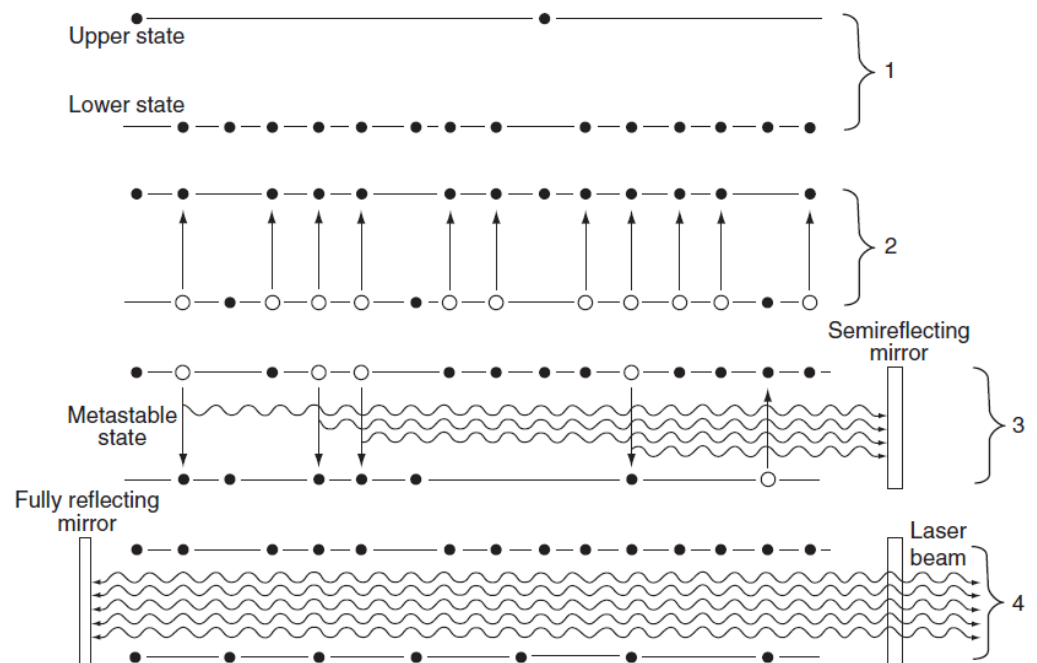 Upper state
1
Lower state
2
Semireflecting
mirror
Metastable
state
3
Fully reflecting
mirror
Laser
beam
4